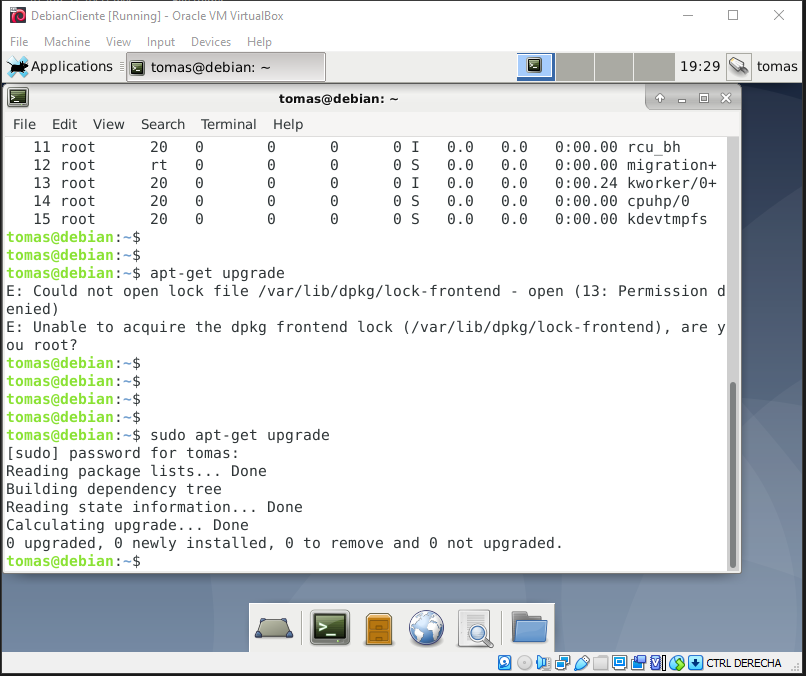 DebianCliente [Running] - Oracle VM VirtualBox
File Machine View Input Devices Help
Applications tomas@debian: ~ 19:29 tomas
tomas@debian: ~
File Edit View Search Terminal Help
11 root 20 0 0 0 0 I 0.0 0.0 0:00.00 rcu_bh
12 root rt 0 0 0 0 S 0.0 0.0 0:00.00 migration+
13 root 20 0 0 0 0 I 0.0 0.0 0:00.24 kworker/0+
14 root 20 0 0 0 0 S 0.0 0.0 0:00.00 cpuhp/0
15 root 20 0 0 0 0 S 0.0 0.0 0:00.00 kdevtmpfs
tomas@debian:~$
tomas@debian:~$
tomas@debian:~$ apt-get upgrade
E: Could not open lock file /var/lib/dpkg/lock-frontend - open (13: Permission d
enied)
E: Unable to acquire the dpkg frontend lock (/var/lib/dpkg/lock-frontend), are y
ou root?
tomas@debian:~$
tomas@debian:~$
tomas@debian:~$
tomas@debian:~$
tomas@debian:~$ sudo apt-get upgrade
[sudo] password for tomas:
Reading package lists... Done
Building dependency tree
Reading state information... Done
Calculating upgrade... Done
0 upgraded, 0 newly installed, 0 to remove and 0 not upgraded.
tomas@debian:~$
CTRL DERECHA